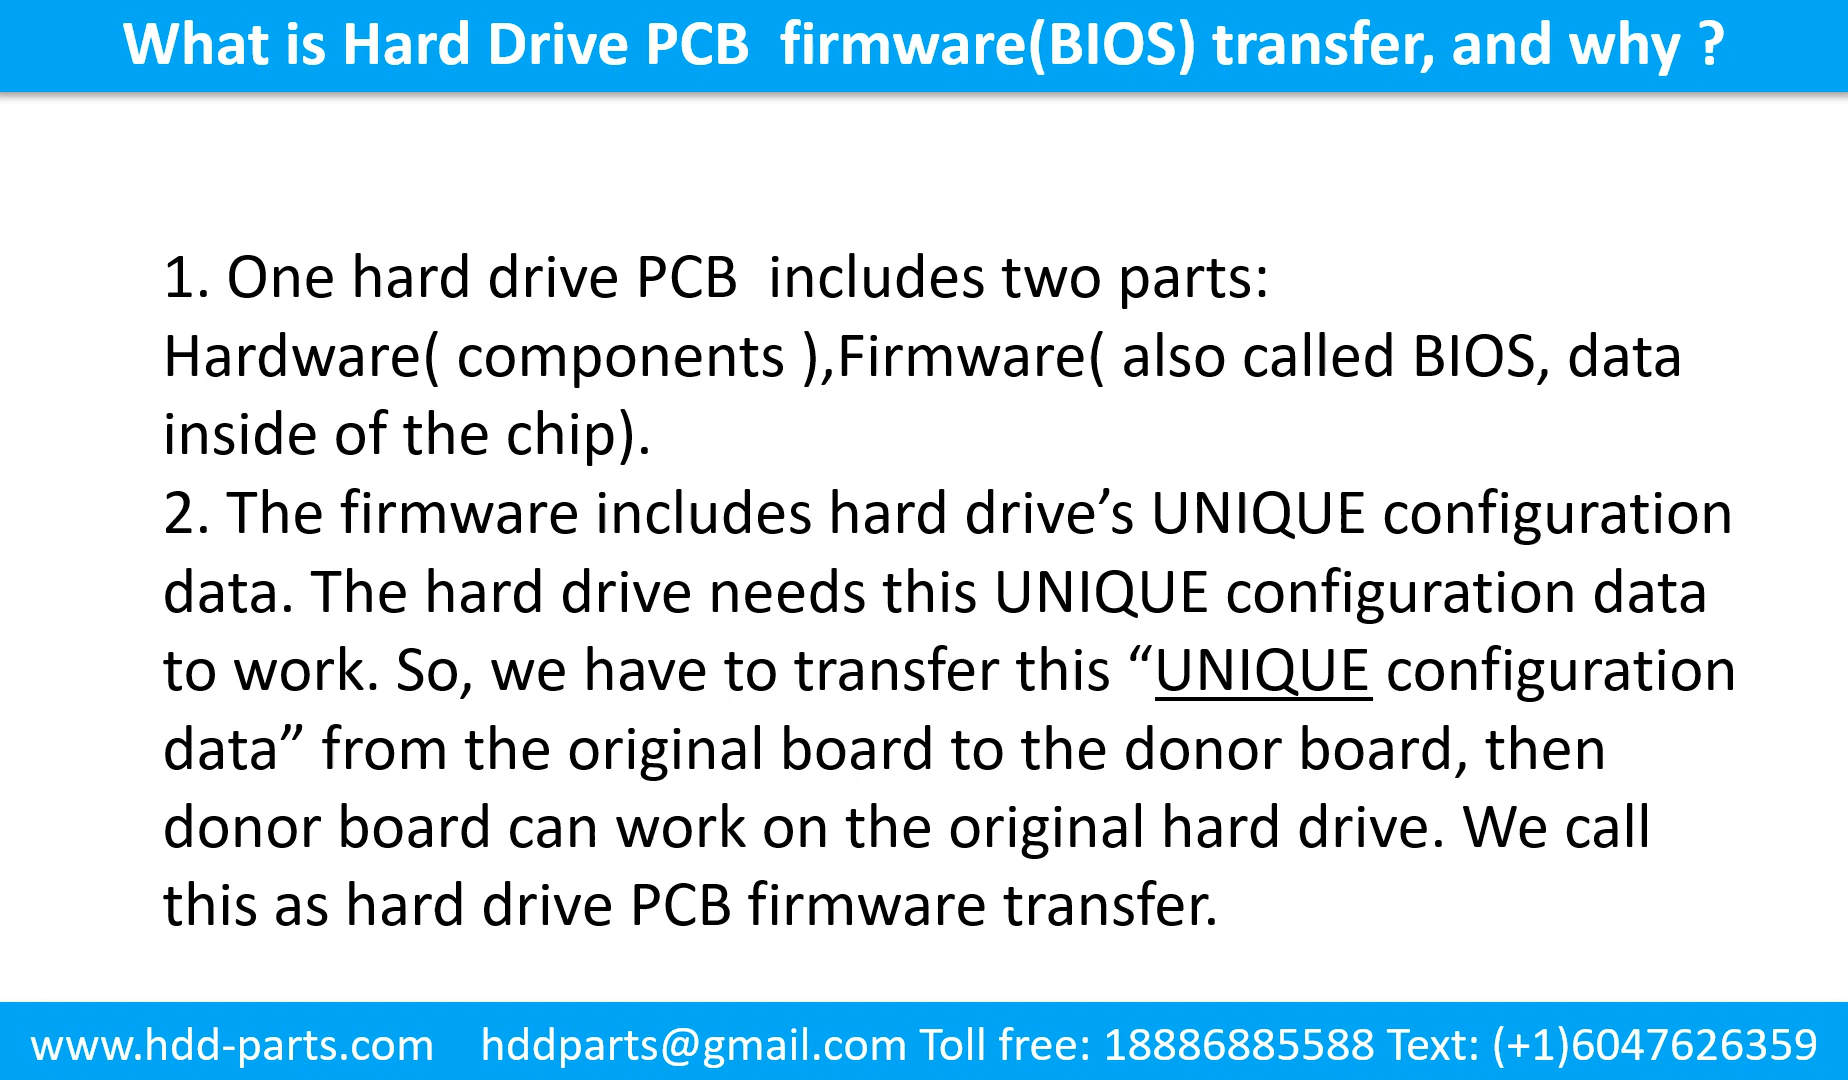 What is Hard Drive PCB  firmware(BIOS) transfer, and why ?
1. One hard drive PCB  includes two parts:
Hardware( components ),Firmware( also called BIOS, data
inside of the chip).
2. The firmware includes hard drive’s UNIQUE configuration
data. The hard drive needs this UNIQUE configuration data
to work. So, we have to transfer this “UNIQUE configuration
data” from the original board to the donor board, then
donor board can work on the original hard drive. We call
this as hard drive PCB firmware transfer.
www.hdd-parts.com    hddparts@gmail.com Toll free: 18886885588 Text: (+1)6047626359